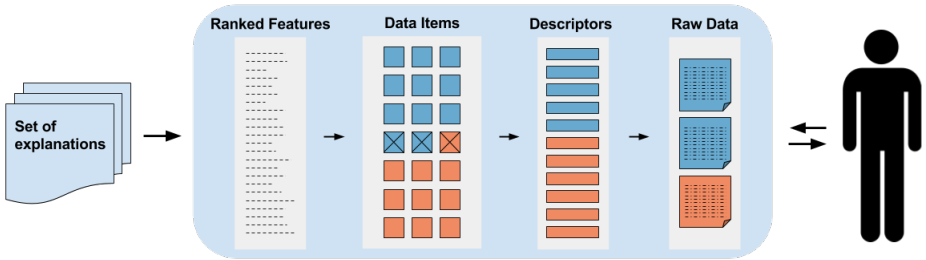 Ranked Features
Data Items
Descriptors
Raw Data
Set of
explanations